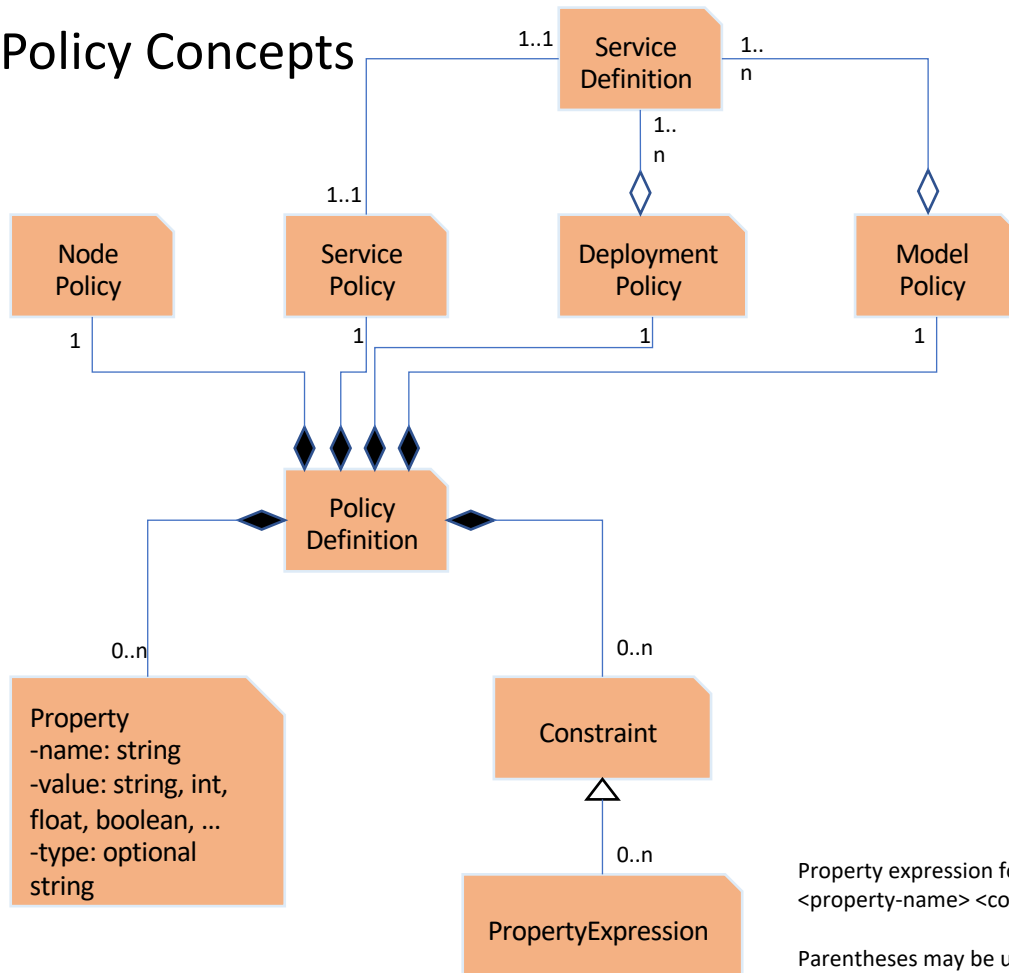 Policy Concepts
1..1
Service
Definition
1..
n
1..
n
1..1
Node
Policy
Service
Policy
Deployment
Policy
Model
Policy
1
1
1
1
Policy
Definition
0..n
0..n
Property
-name: string
-value: string, int,
float, boolean, ...
-type: optional
string
Constraint
0..n
PropertyExpression
Property expression
<property-name>
Parentheses may be